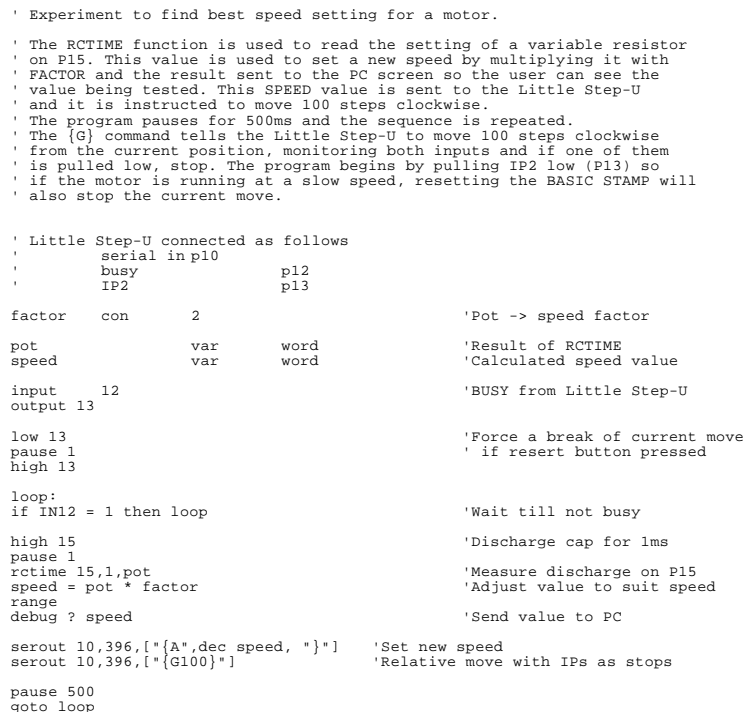 ' Experiment to find best speed setting for a motor.
' The RCTIME function is used to read the setting of a variable resistor
' on P15. This value is used to set a new speed by multiplying it with
' FACTOR and the result sent to the PC screen so the user can see the
' value being tested. This SPEED value is sent to the Little Step-U
' and it is instructed to move 100 steps clockwise.
' The program pauses for 500ms and the sequence is repeated.
' The {G} command tells the Little Step-U to move 100 steps clockwise
' from the current position, monitoring both inputs and if one of them
' is pulled low, stop. The program begins by pulling IP2 low (P13) so
' if the motor is running at a slow speed, resetting the BASIC STAMP will
' also stop the current move.
' Little Step-U connected as follows
' serial in p10
' busy p12
' IP2 p13
factor con 2 'Pot -> speed factor
pot var word 'Result of RCTIME
speed var word 'Calculated speed value
input 12 'BUSY from Little Step-U
output 13
low 13 'Force a break of current move
pause 1 ' if resert button pressed
high 13
loop:
if IN12 = 1 then loop 'Wait till not busy
high 15 'Discharge cap for 1ms
pause 1
rctime 15,1,pot 'Measure discharge on P15
speed = pot * factor 'Adjust value to suit speed
range
debug ? speed 'Send value to PC
serout 10,396,["{A",dec speed, "}"] 'Set new speed
serout 10,396,["{G100}"] 'Relative move with IPs as stops
pause 500
goto loop